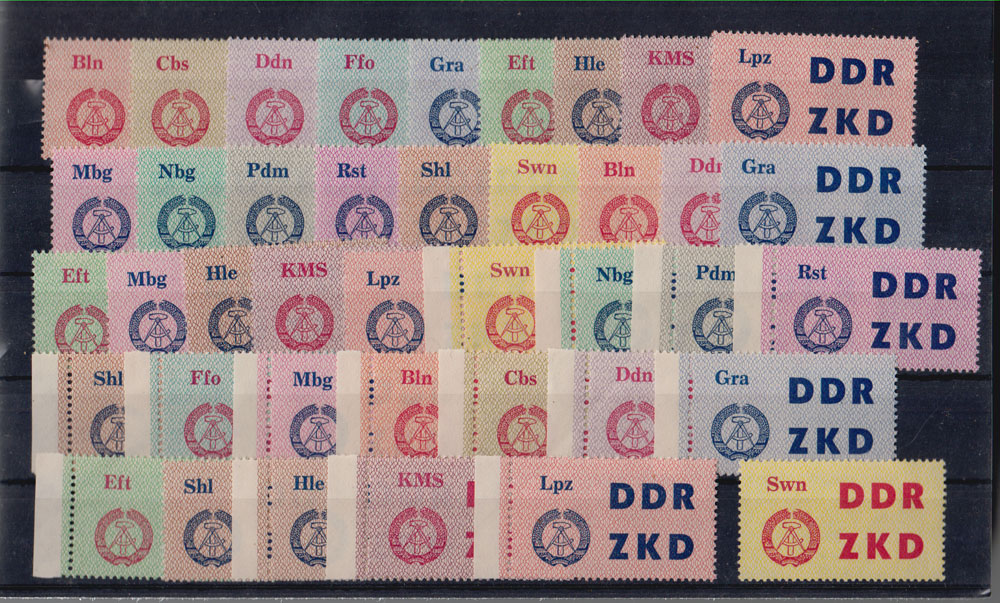 Bln Cbs Ddn Ffo Gra Eft Hle KMS Lpz DDR
ZKD
Mbg Nbg Pdm Rst Shl Swn Bln Ddn Gra DDR
ZKD
Eft Mbg Hle KMS Lpz Swn Nbg Pdm Rst DDR
ZKD
Shl Ffo Mbg Bln Cbs Ddn Gra DDR
ZKD
Eft Shl Hle KMS Lpz DDR Swn DDR
ZKD ZKD